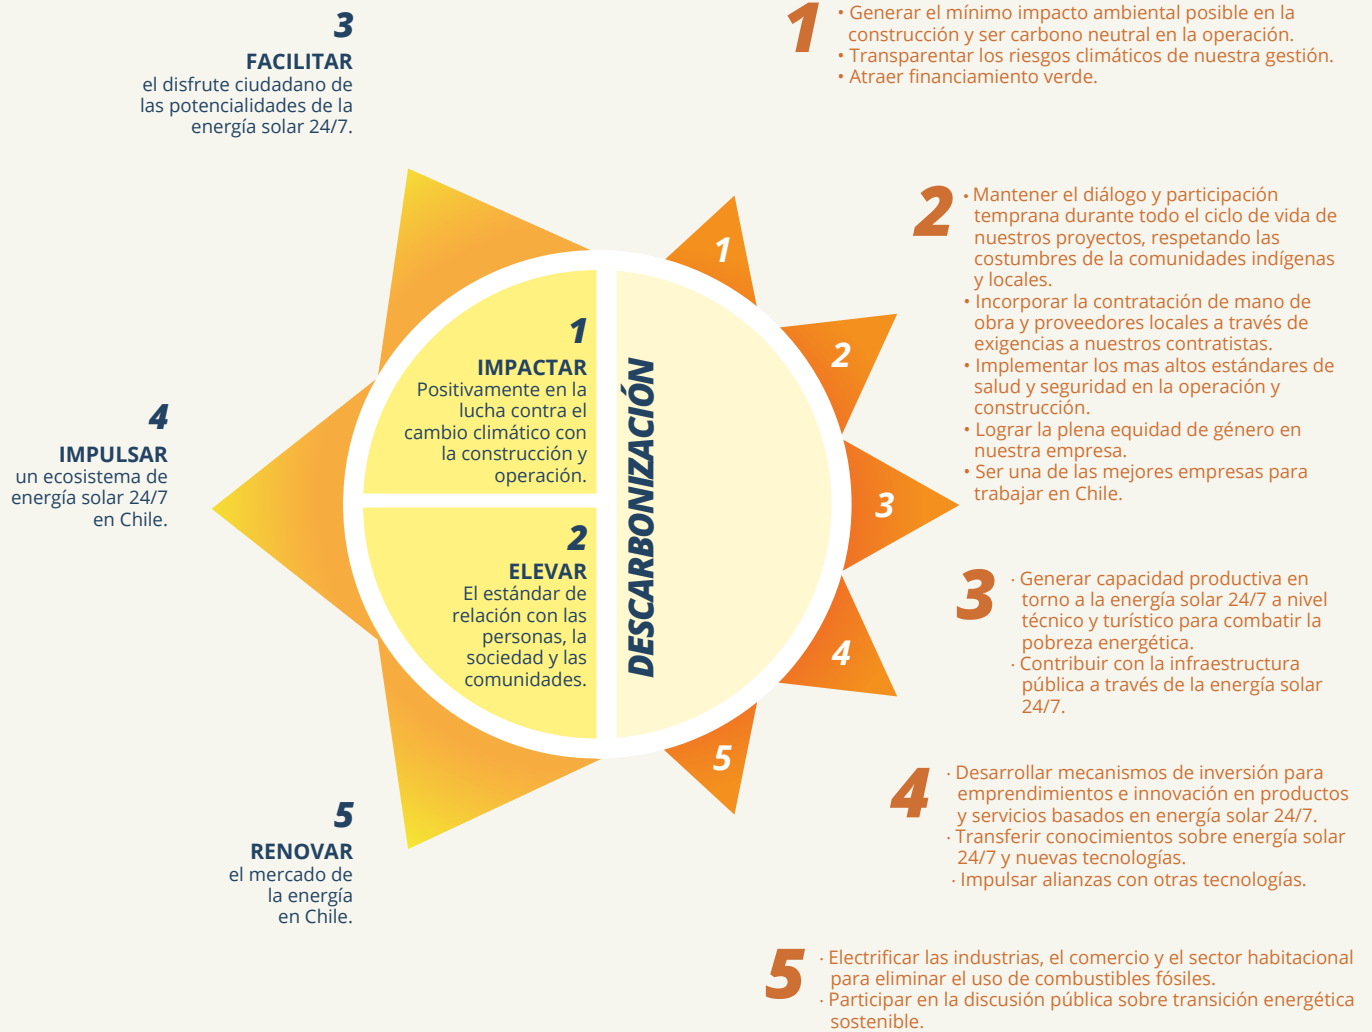 3
FACILITAR
el disfrute ciudadano de
las potencialidades de la
energía solar 24/7.
4
IMPULSAR
un ecosistema de
energía solar 24/7
en Chile.
5
RENOVAR
el mercado de
la energía
en Chile.
1
IMPACTAR
Positivamente en la
lucha contra el
cambio climático con
la construcción y
operación.
2
ELEVAR
El estándar de
relación con las
personas, la
sociedad y las
comunidades.
DESCARBONIZACIÓN
1
2
3
4
5
1
• Generar el mínimo impacto ambiental posible en la
construcción y ser carbono neutral en la operación.
• Transparentar los riesgos climáticos de nuestra gestión.
• Atraer financiamiento verde.
2
• Mantener el diálogo y participación
temprana durante todo el ciclo de vida de
nuestros proyectos, respetando las
costumbres de la comunidades indígenas
y locales.
• Incorporar la contratación de mano de
obra y proveedores locales a través de
exigencias a nuestros contratistas.
• Implementar los mas altos estándares de
salud y seguridad en la operación y
construcción.
• Lograr la plena equidad de género en
nuestra empresa.
• Ser una de las mejores empresas para
trabajar en Chile.
3
· Generar capacidad productiva en
torno a la energía solar 24/7 a nivel
técnico y turístico para combatir la
pobreza energética.
· Contribuir con la infraestructura
pública a través de la energía solar
24/7.
4
· Desarrollar mecanismos de inversión para
emprendimientos e innovación en productos
y servicios basados en energía solar 24/7.
· Transferir conocimientos sobre energía solar
24/7 y nuevas tecnologías.
· Impulsar alianzas con otras tecnologías.
5
· Electrificar las industrias, el comercio y el sector habitacional
para eliminar el uso de combustibles fósiles.
· Participar en la discusión pública sobre transición energética
sostenible.